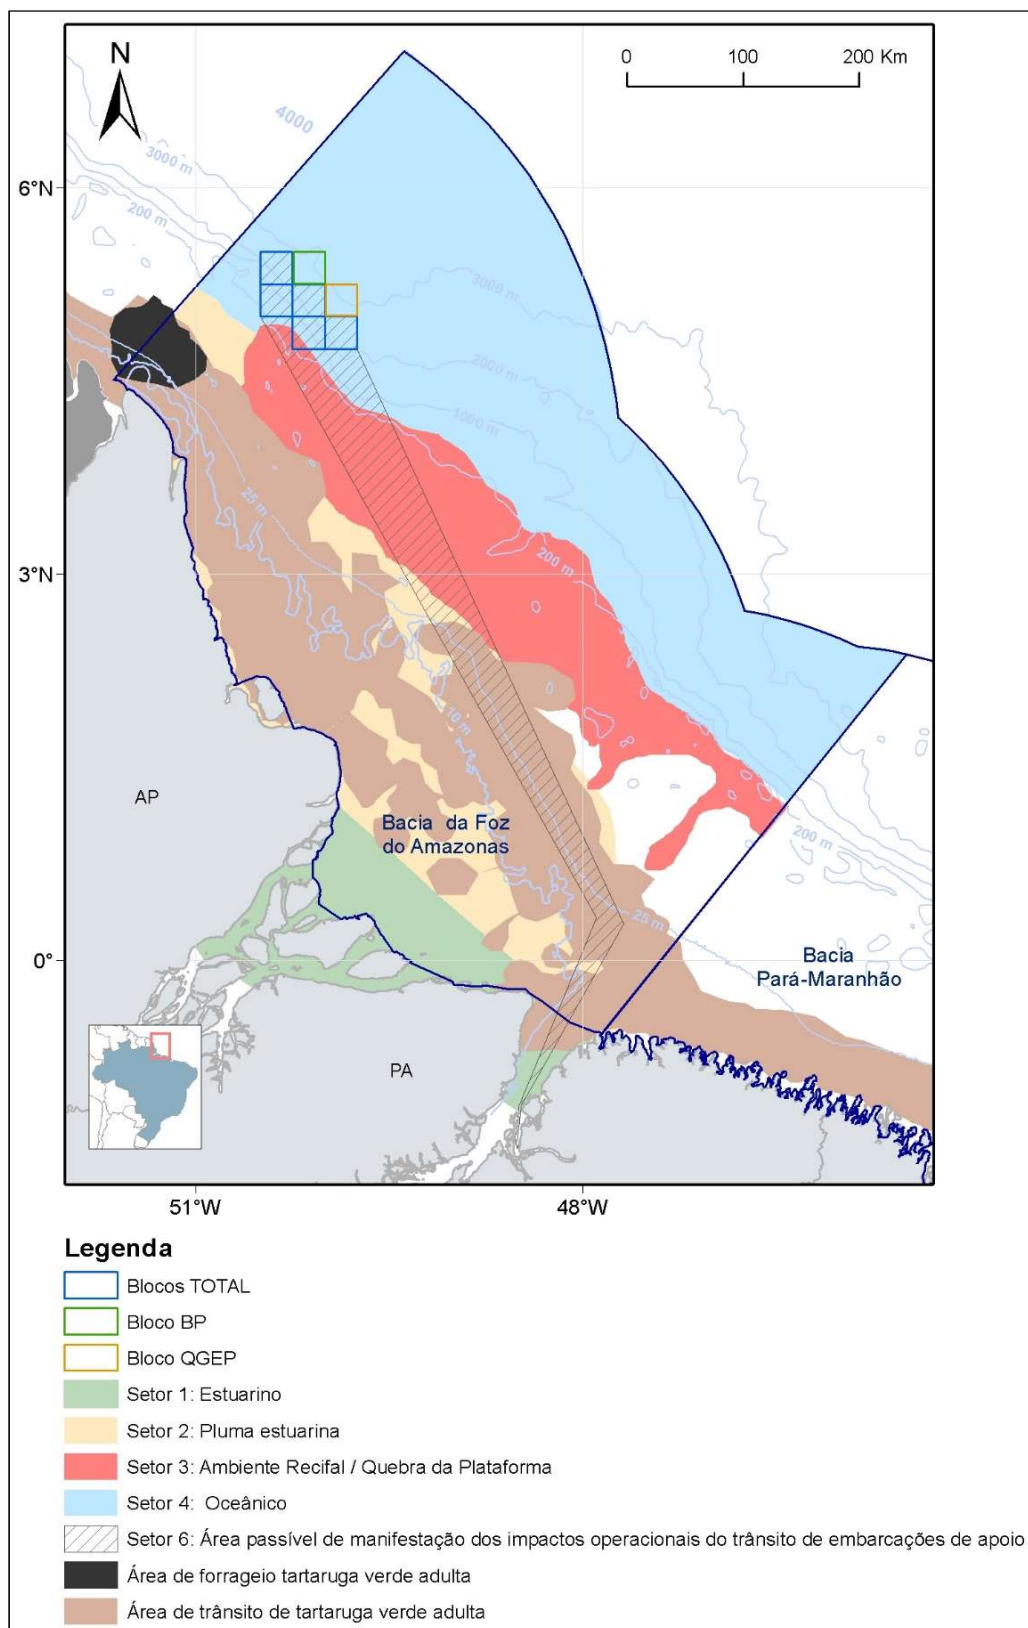 N
0 100 200 Km
4000
3000 m
200 m
6°N
3000 m
2000 m
1000 m
25 m
3°N
200 m
10 m
AP
Bacia da Foz
do Amazonas
200 m
25 m
0°
Bacia
Pará-Maranhão
PA
51°W
48°W
Legenda
Blocos TOTAL
Bloco BP
Bloco QGEP
Setor 1: Estuarino
Setor 2: Pluma estuarina
Setor 3: Ambiente Recifal / Quebra da Plataforma
Setor 4: Oceânico
Setor 6: Área passível de manifestação dos impactos operacionais do trânsito de embarcações de apoio
Área de forrageio tartaruga verde adulta
Área de trânsito de tartaruga verde adulta